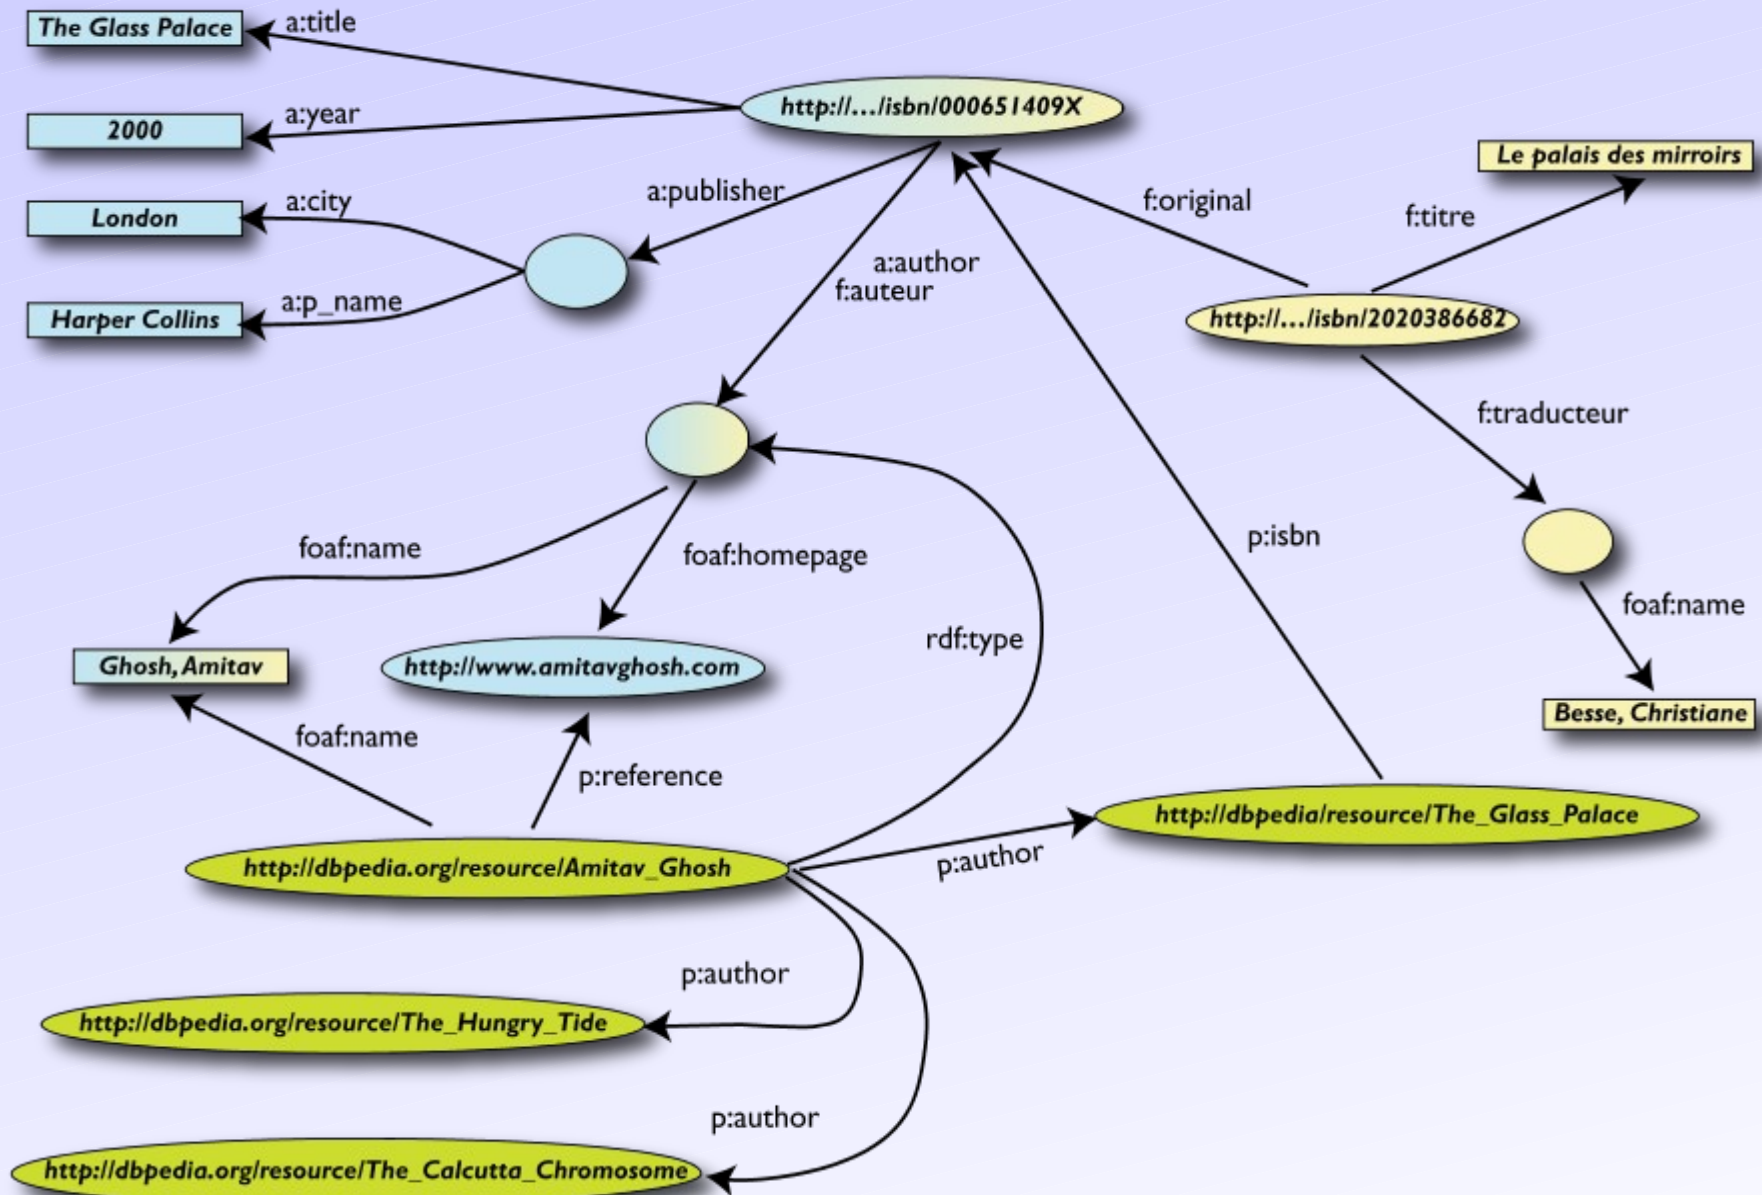 The Glass Palace
a:title
http://.../isbn/000651409X
a:year
2000
Le palais des mirroirs
a:publisher
a:city
London
f:original
f:titre
a:author
f:auteur
a:p_name
Harper Collins
http://.../isbn/2020386682
f:traducteur
foaf:name
foaf:homepage
p:isbn
foaf:name
rdf:type
Ghosh, Amitav
http://www.amitavghosh.com
Besse, Christiane
foaf:name
p:reference
http://dbpedia/resource/The_Glass_Palace
http://dbpedia.org/resource/Amitav_Ghosh
p:author
p:author
http://dbpedia.org/resource/The_Hungry_Tide
p:author
http://dbpedia.org/resource/The_Calcutta_Chromosome